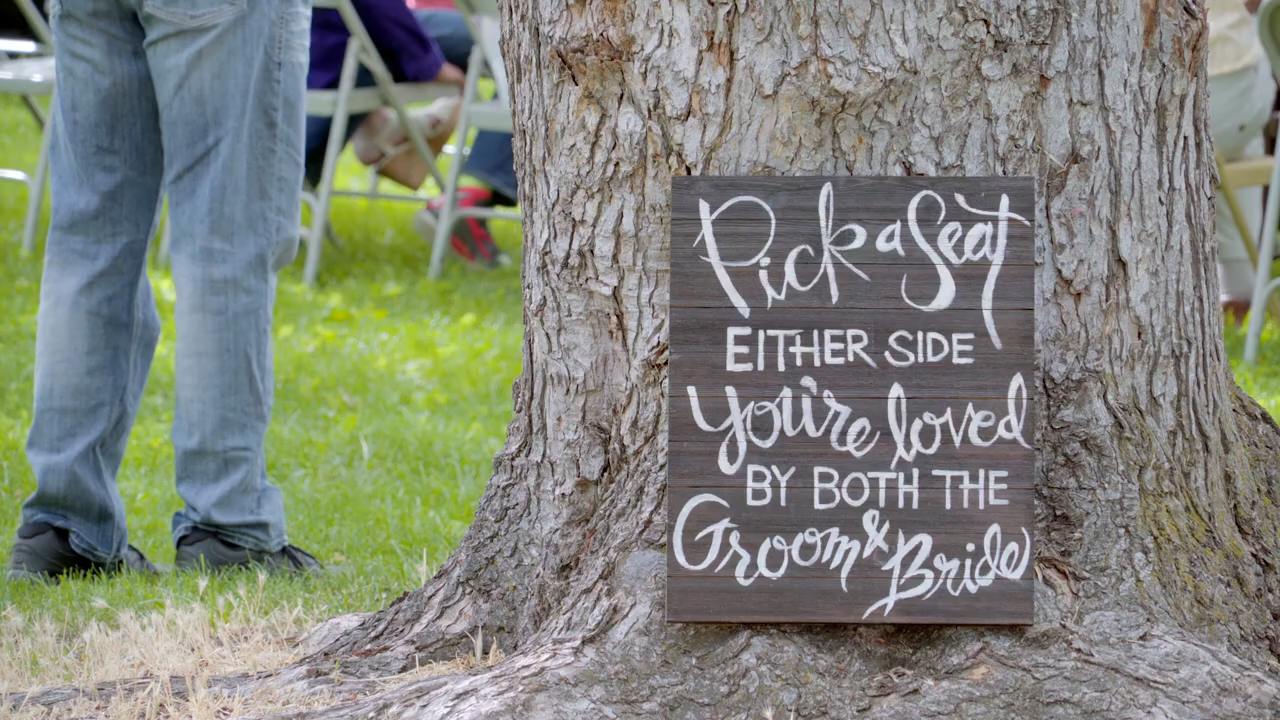 Pick a Seat
EITHER SIDE
You're loved
BY BOTH THE
Groom & Bride